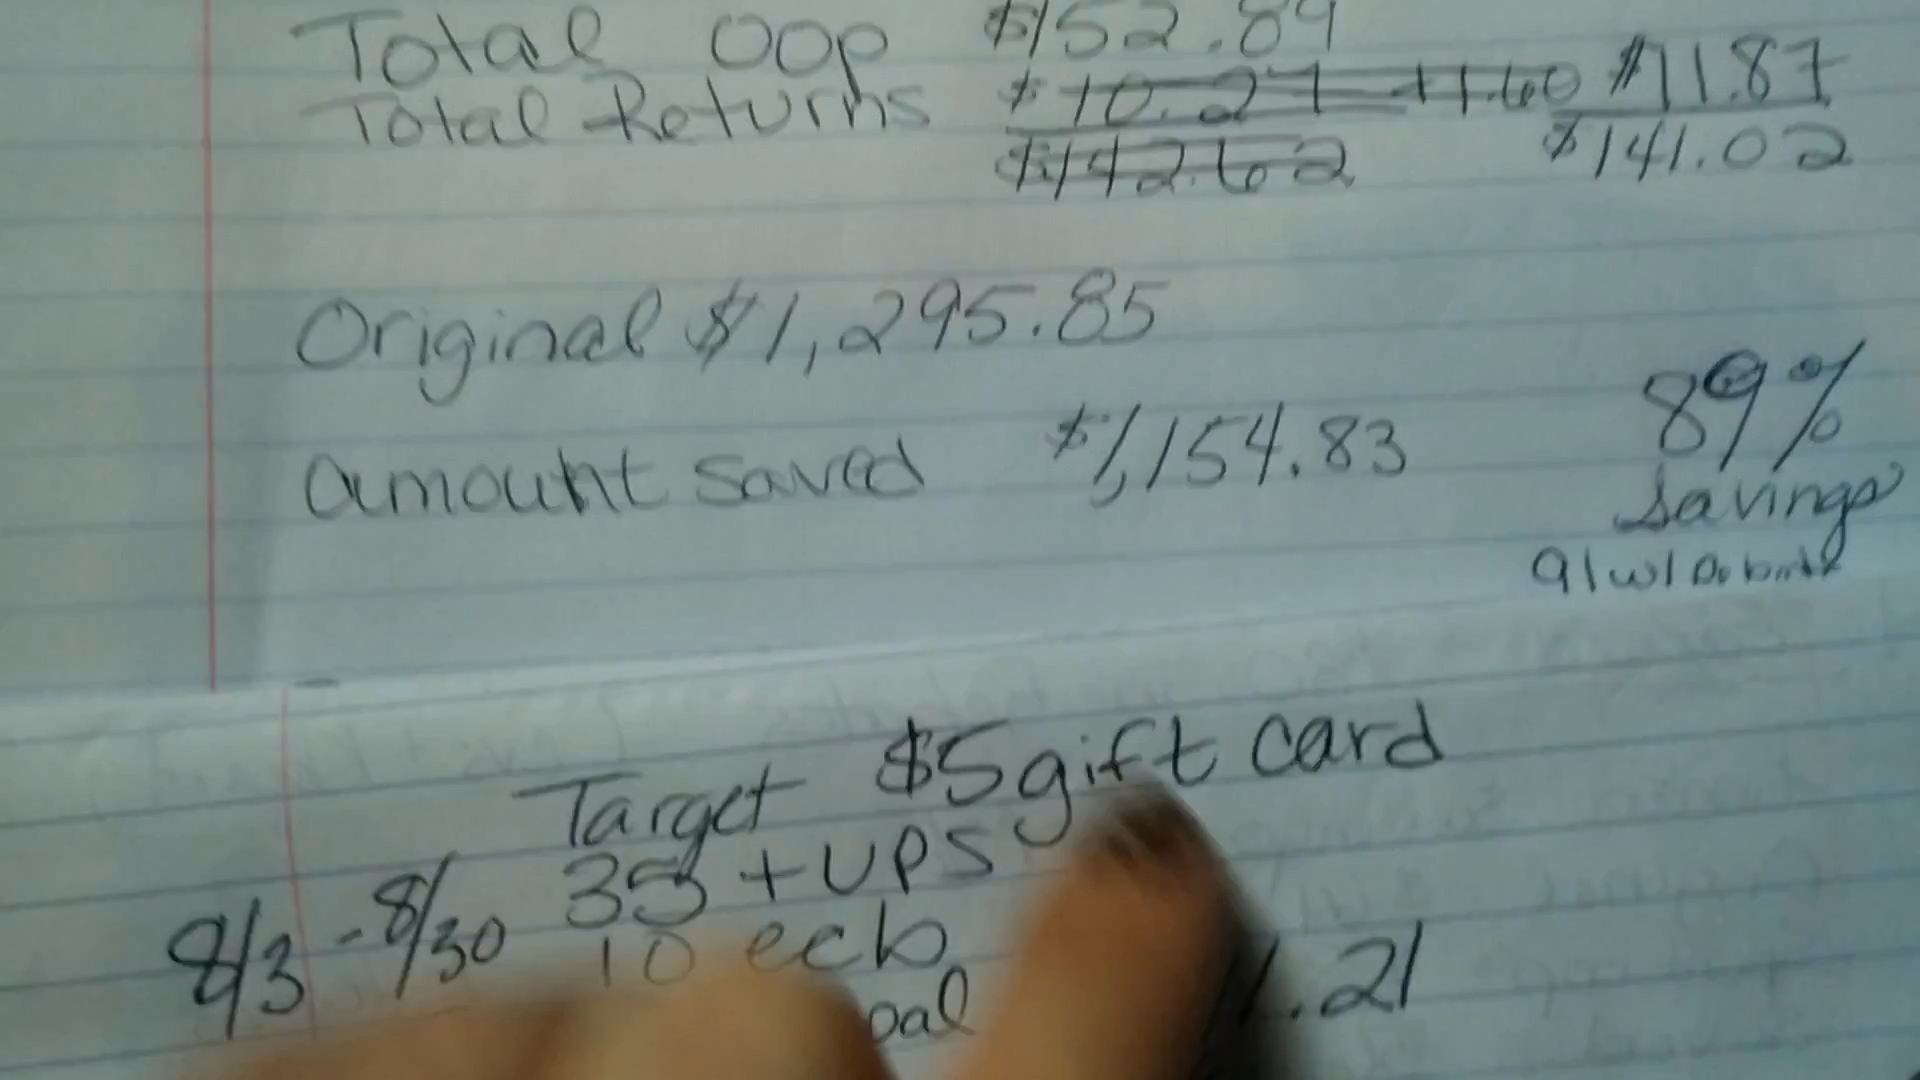 Total OOP $152.89
Total Returns $10.27 +1.60 $11.87
$142.62 $141.02
Original $1,295.85
amount saved $1,154.83
89%
Savings
91 w/
Target $5 gift card
8/3 - 8/30 35 + UPS
10 ecb
.21